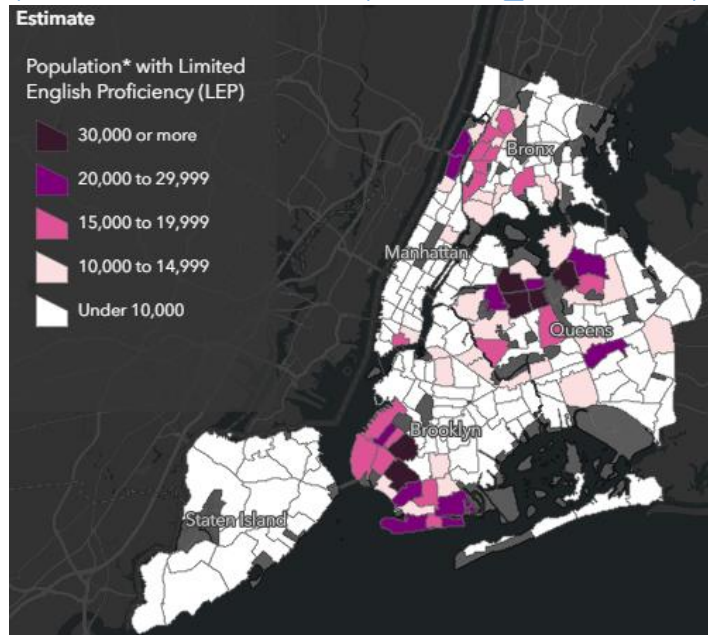 Estimate
Population* with Limited
English Proficiency (LEP)
30,000 or more
20,000 to 29,999
15,000 to 19,999
10,000 to 14,999
Under 10,000
Bronx
Manhattan
Queens
Brooklyn
Staten Island